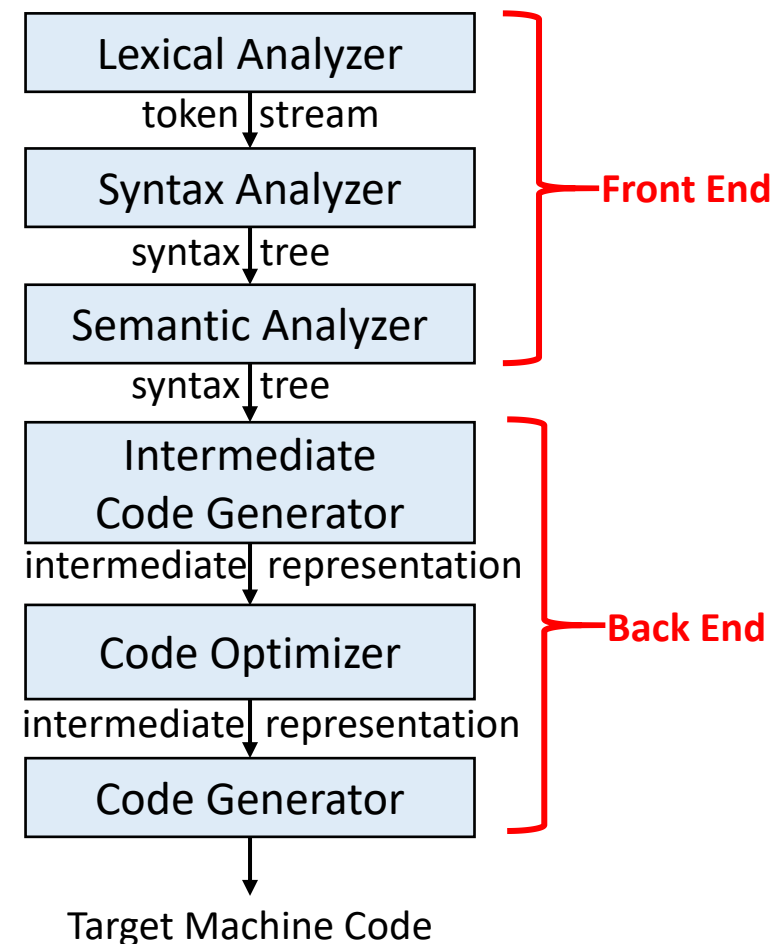 Lexical Analyzer
token stream
Syntax Analyzer
Front End
syntax tree
Semantic Analyzer
syntax tree
Intermediate
Code Generator
intermediate representation
Code Optimizer
Back End
intermediate representation
Code Generator
Target Machine Code